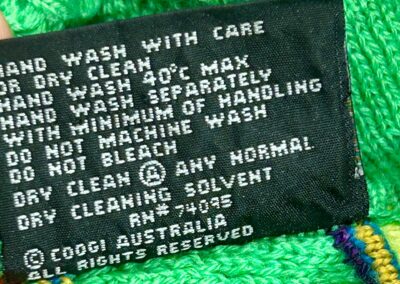 HAND WASH WITH CARE
OR DRY CLEAN
HAND WASH 40°C MAX
HAND WASH SEPARATELY
WITH MINIMUM OF HANDLING
DO NOT MACHINE WASH
DO NOT BLEACH
DRY CLEAN Ⓐ ANY NORMAL
DRY CLEANING SOLVENT
RN# 74095
© COOGI AUSTRALIA
ALL RIGHTS RESERVED